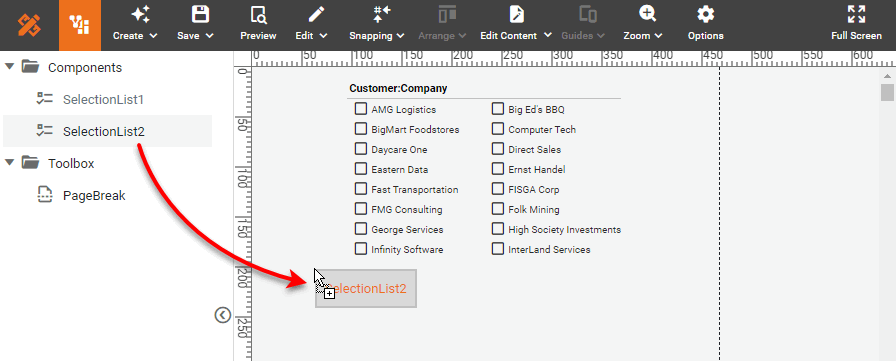 Create Save Preview Edit Snapping Arrange Edit Content Guides Zoom Options Full Screen
0 50 100 150 200 250 300 350 400 450 500 550 600
Components
SelectionList1
SelectionList2
Toolbox
PageBreak
0
50
100
150
200
250
Customer:Company
AMG Logistics Big Ed's BBQ
BigMart Foodstores Computer Tech
Daycare One Direct Sales
Eastern Data Ernst Handel
Fast Transportation FISGA Corp
FMG Consulting Folk Mining
George Services High Society Investments
Infinity Software InterLand Services
SelectionList2